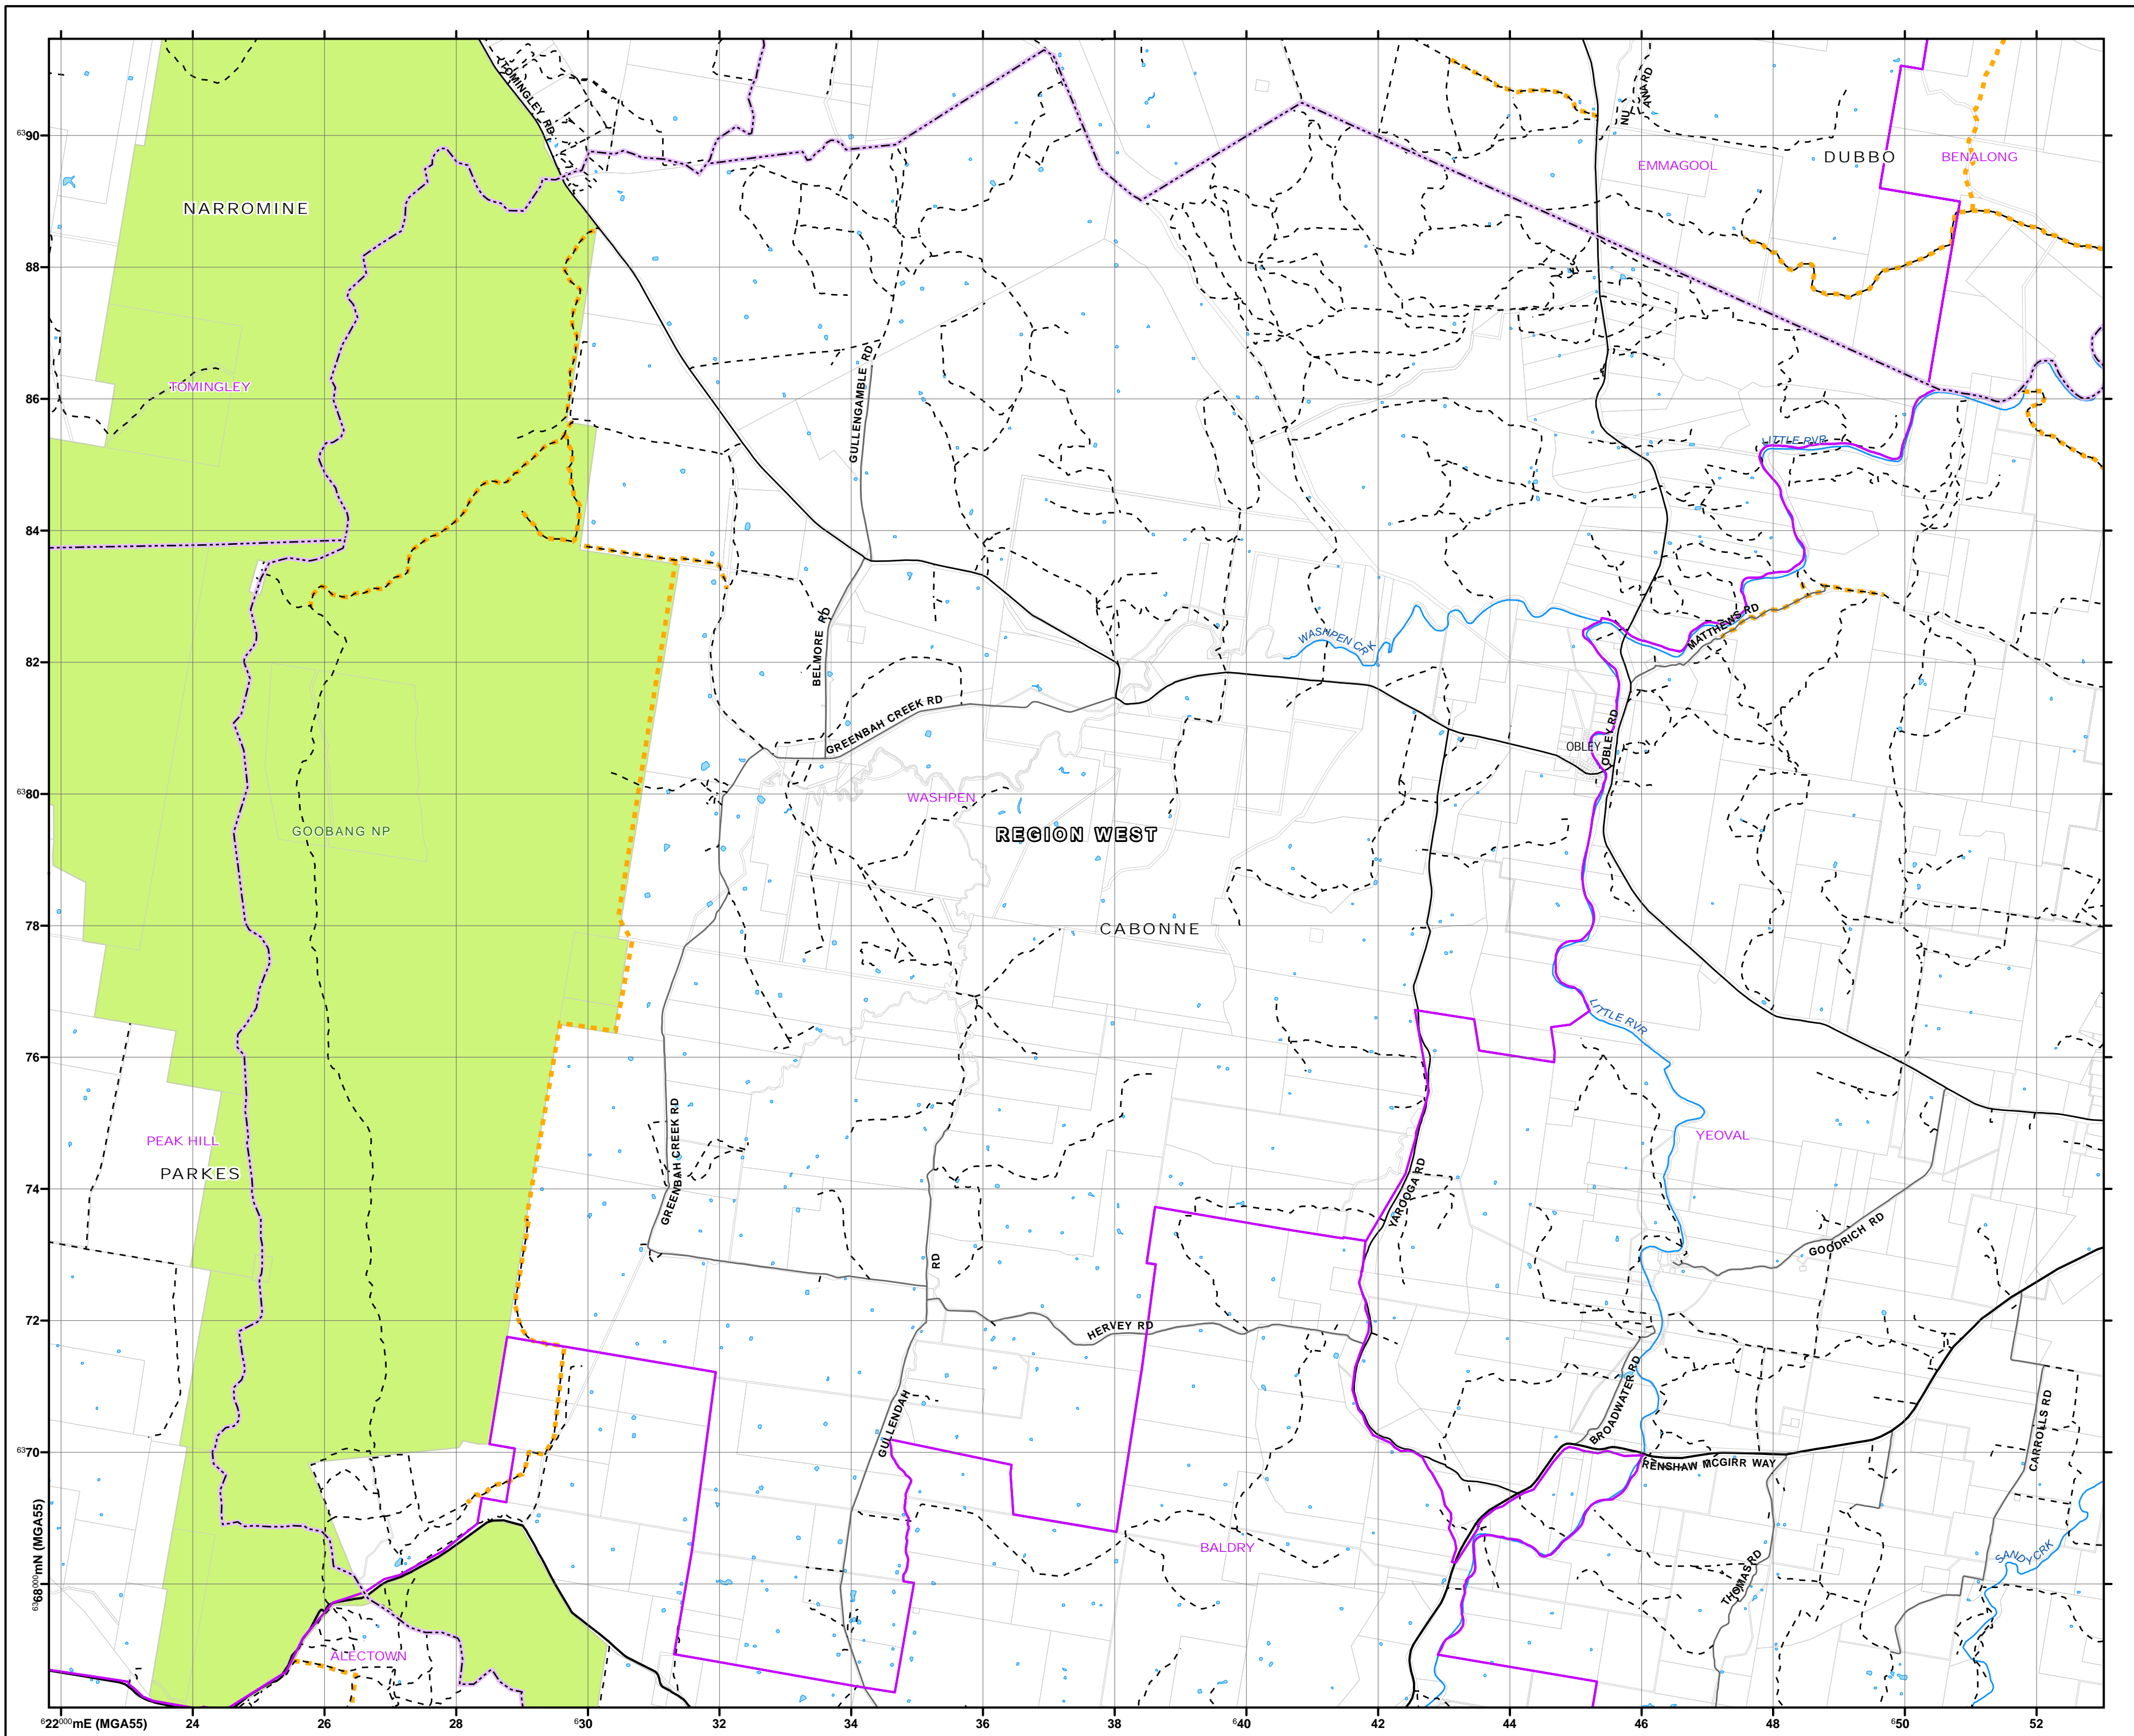 TOMINGLEY RD
NULLAWA RD
6390
EMMAGOOL
DUBBO
BENALONG
NARROMINE
88
TOMINGLEY
GULLENGAMBLE RD
86
LITTLE RVR
84
BELMORE RD
MATTHEWS RD
WASHPEN CRK
82
GREENBAH CREEK RD
OBLEY
OBLEY RD
6380
WASHPEN
GOOBANG NP
REGION WEST
CABONNE
78
LITTLE RVR
76
PEAK HILL
GREENBAH CREEK RD
YEOVAL
PARKES
74
YAROOGA RD
GOODRICH RD
RD
72
HERVEY RD
BROADWATER RD
GULLENDAH
CARROLLS RD
6370
RENSHAW MCGIRR WAY
BALDRY
SANDY CRK
THOMAS RD
6368000mN (MGA55)
ALECTOWN
622000mE (MGA55) 24 26 28 630 32 34 36 38 640 42 44 46 48 650 52